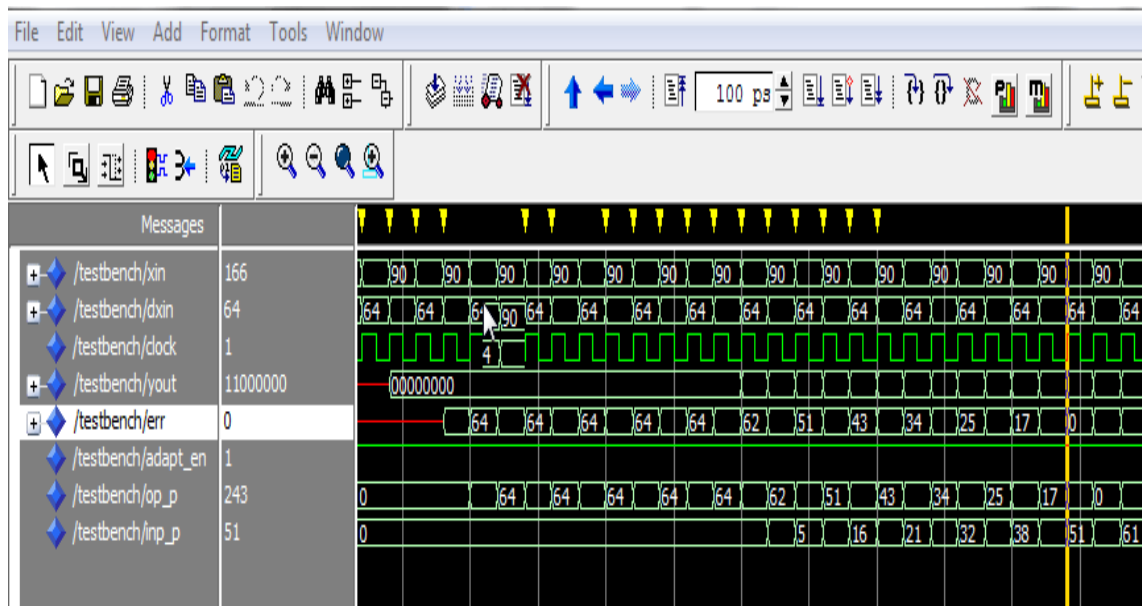 File Edit View Add Format Tools Window
100 ps
Messages
/testbench/xin 166 90 90 90 90 90 90 90 90 90 90 90 90 90 90
/testbench/dxin 64 64 64 64 90 64 64 64 64 64 64 64 64 64 64 64 64
/testbench/clock 1 4
/testbench/yout 11000000 00000000
/testbench/err 0 64 64 64 64 64 62 51 43 34 25 17 0
/testbench/adapt_en 1
/testbench/op_p 243 0 64 64 64 64 64 62 51 43 34 25 17 0
/testbench/inp_p 51 0 5 16 21 32 38 51 61